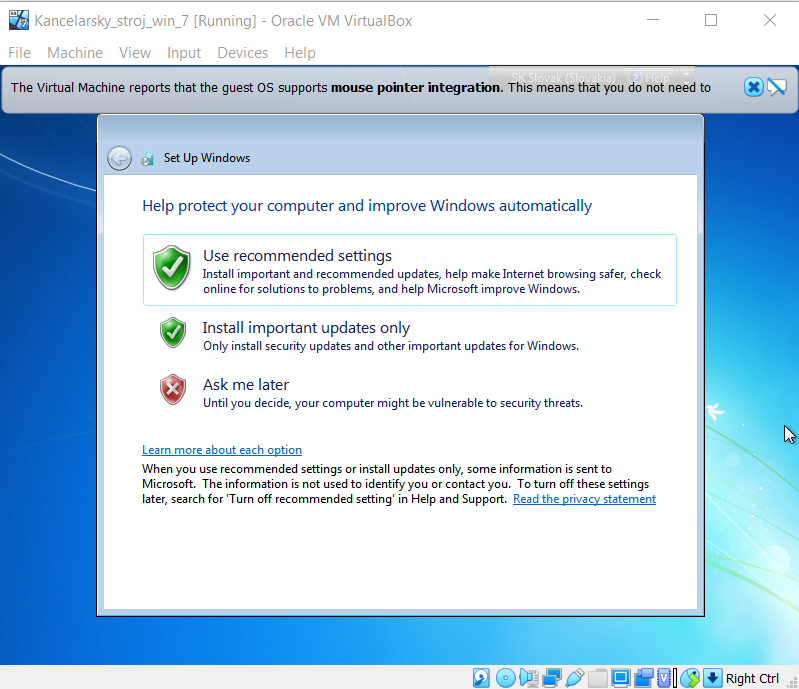 Kancelarsky_stroj_win_7 [Running] - Oracle VM VirtualBox
File Machine View Input Devices Help
SK Slovak (Slovakia) ? Help
The Virtual Machine reports that the guest OS supports mouse pointer integration. This means that you do not need to
Set Up Windows
Help protect your computer and improve Windows automatically
Use recommended settings
Install important and recommended updates, help make Internet browsing safer, check
online for solutions to problems, and help Microsoft improve Windows.
Install important updates only
Only install security updates and other important updates for Windows.
Ask me later
Until you decide, your computer might be vulnerable to security threats.
Learn more about each option
When you use recommended settings or install updates only, some information is sent to
Microsoft. The information is not used to identify you or contact you. To turn off these settings
later, search for 'Turn off recommended setting' in Help and Support. Read the privacy statement
Right Ctrl